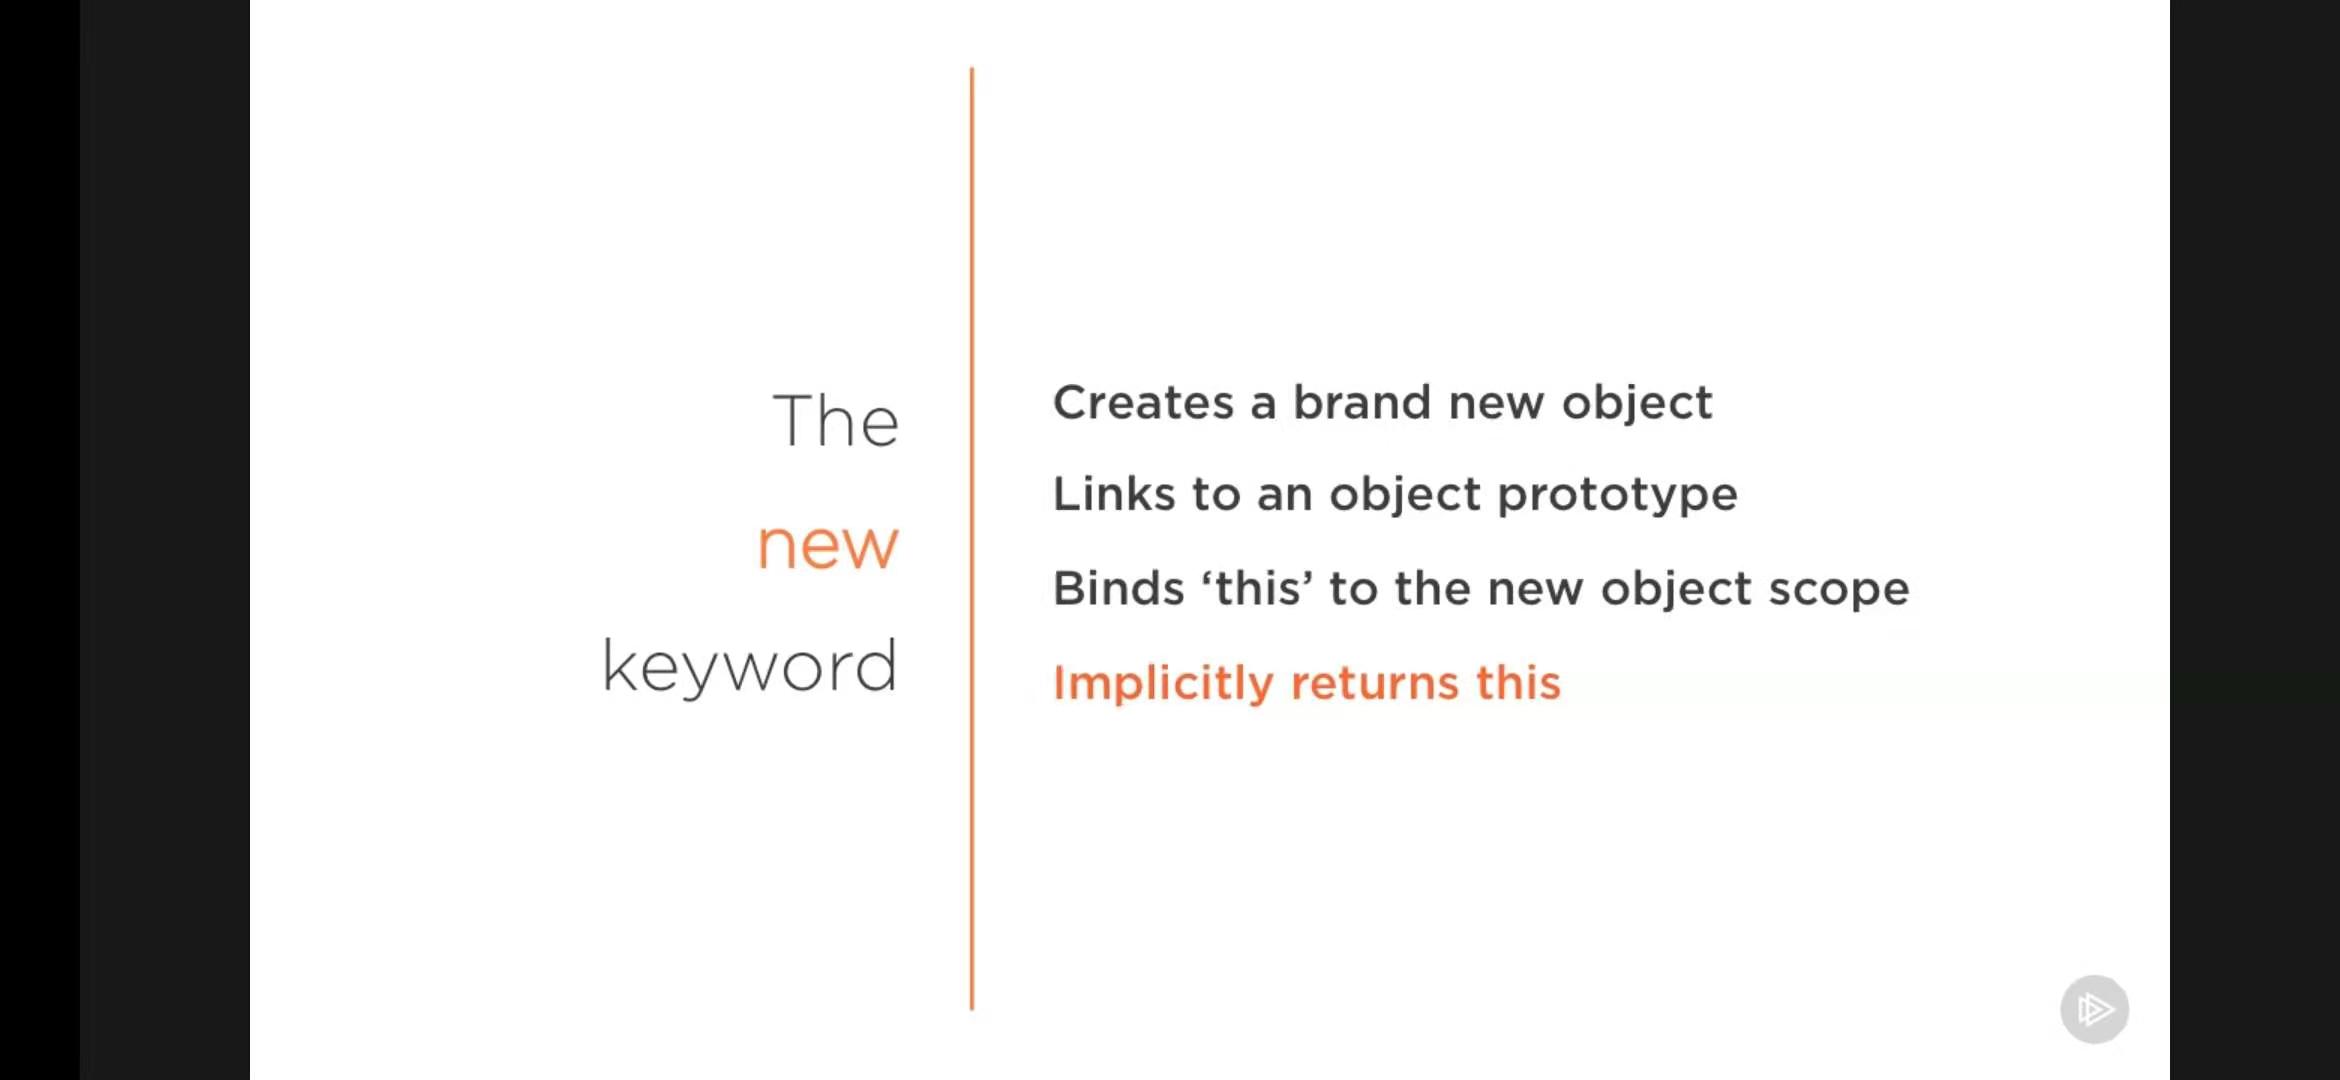 The
new
keyword
Creates a brand new object
Links to an object prototype
Binds ‘this’ to the new object scope
Implicitly returns this